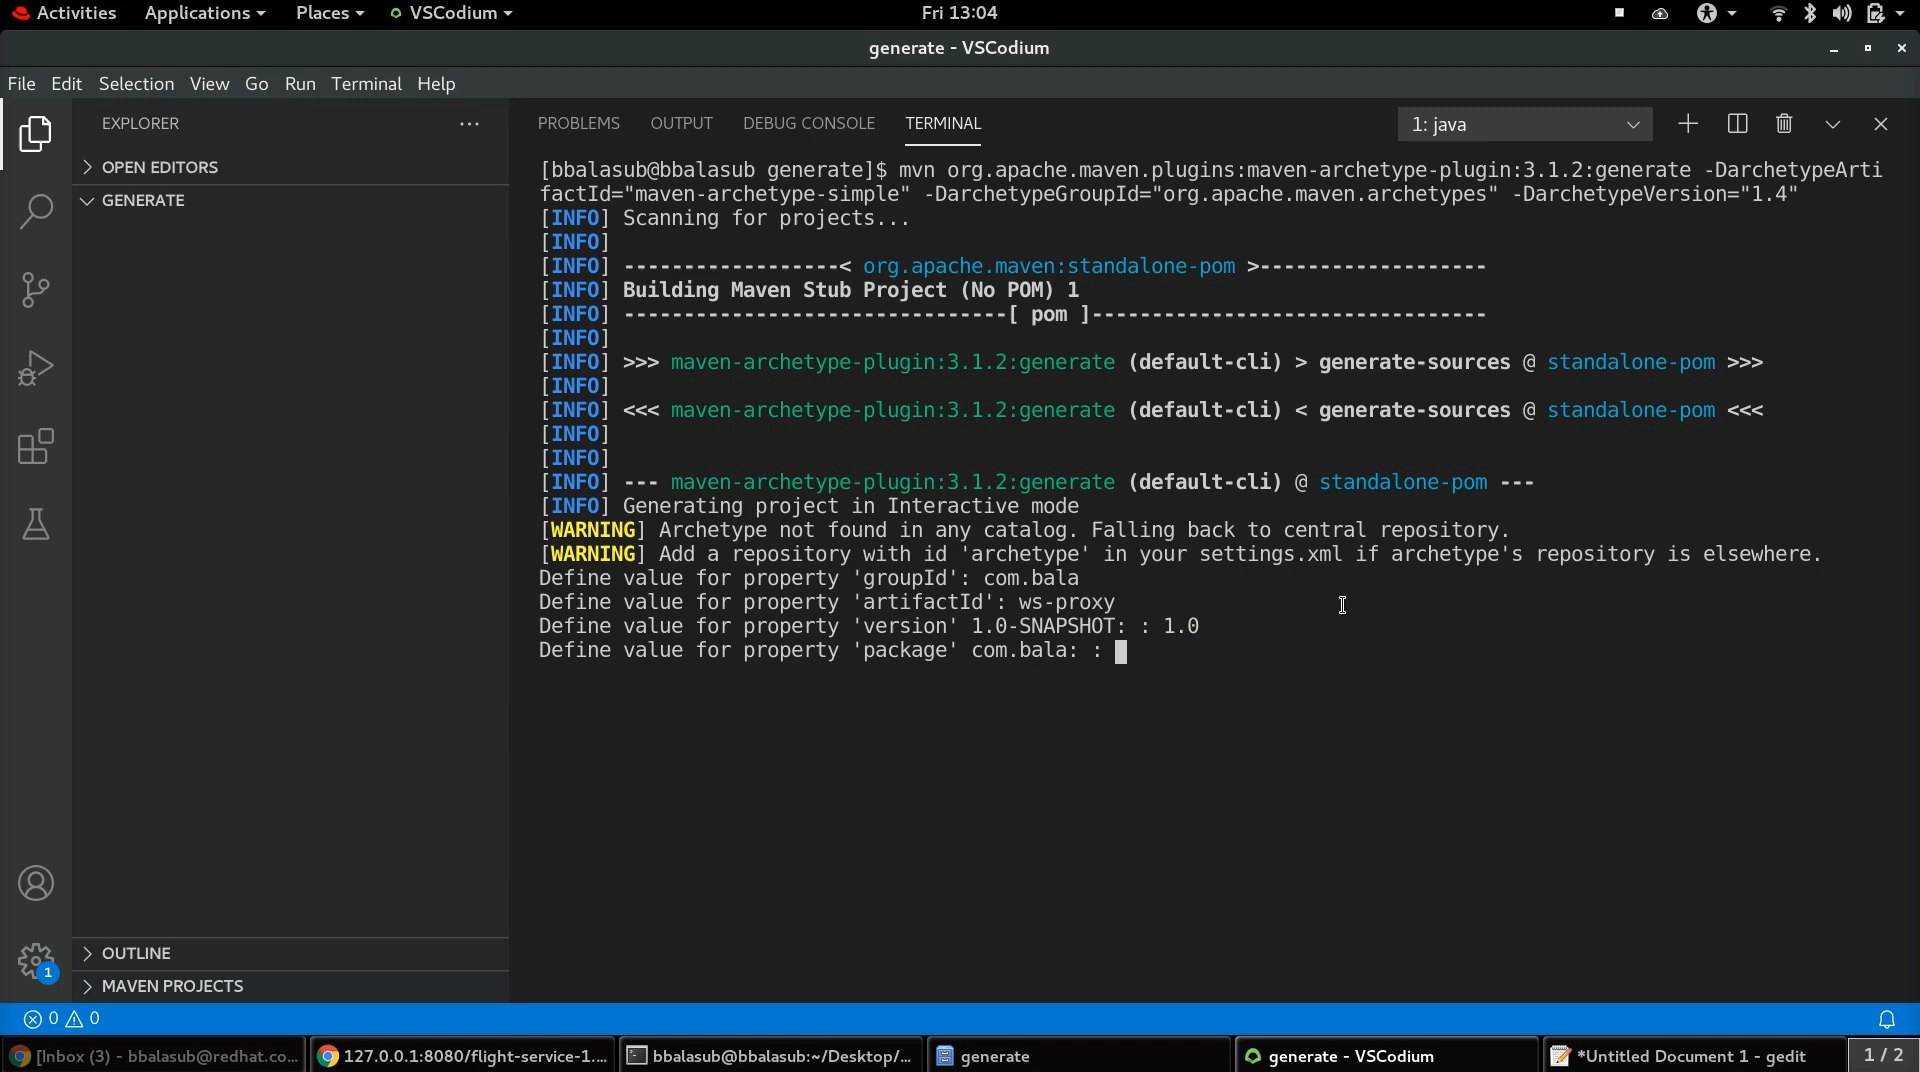 Activities Applications Places VSCodium Fri 13:04
generate - VSCodium
File Edit Selection View Go Run Terminal Help
EXPLORER ···
OPEN EDITORS
GENERATE
OUTLINE
MAVEN PROJECTS
1
PROBLEMS OUTPUT DEBUG CONSOLE TERMINAL 1: java
[bbalasub@bbalasub generate]$ mvn org.apache.maven.plugins:maven-archetype-plugin:3.1.2:generate -DarchetypeArti
factId="maven-archetype-simple" -DarchetypeGroupId="org.apache.maven.archetypes" -DarchetypeVersion="1.4"
[INFO] Scanning for projects...
[INFO]
[INFO] ------------------< org.apache.maven:standalone-pom >-------------------
[INFO] Building Maven Stub Project (No POM) 1
[INFO] --------------------------------[ pom ]---------------------------------
[INFO]
[INFO] >>> maven-archetype-plugin:3.1.2:generate (default-cli) > generate-sources @ standalone-pom >>>
[INFO]
[INFO] <<< maven-archetype-plugin:3.1.2:generate (default-cli) < generate-sources @ standalone-pom <<<
[INFO]
[INFO]
[INFO] --- maven-archetype-plugin:3.1.2:generate (default-cli) @ standalone-pom ---
[INFO] Generating project in Interactive mode
[WARNING] Archetype not found in any catalog. Falling back to central repository.
[WARNING] Add a repository with id 'archetype' in your settings.xml if archetype's repository is elsewhere.
Define value for property 'groupId': com.bala
Define value for property 'artifactId': ws-proxy
Define value for property 'version' 1.0-SNAPSHOT: : 1.0
Define value for property 'package' com.bala: :
0 0
[Inbox (3) - bbalasub@redhat.co... 127.0.0.1:8080/flight-service-1.... bbalasub@bbalasub:~/Desktop/... generate generate - VSCodium *Untitled Document 1 - gedit 1 / 2